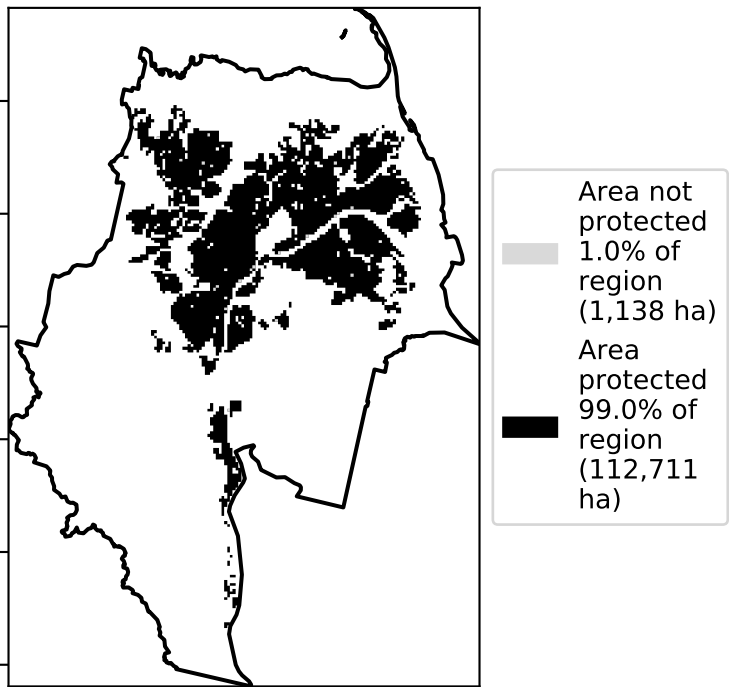 Area not
protected
1.0% of
region
(1,138 ha)
Area
protected
99.0% of
region
(112,711
ha)